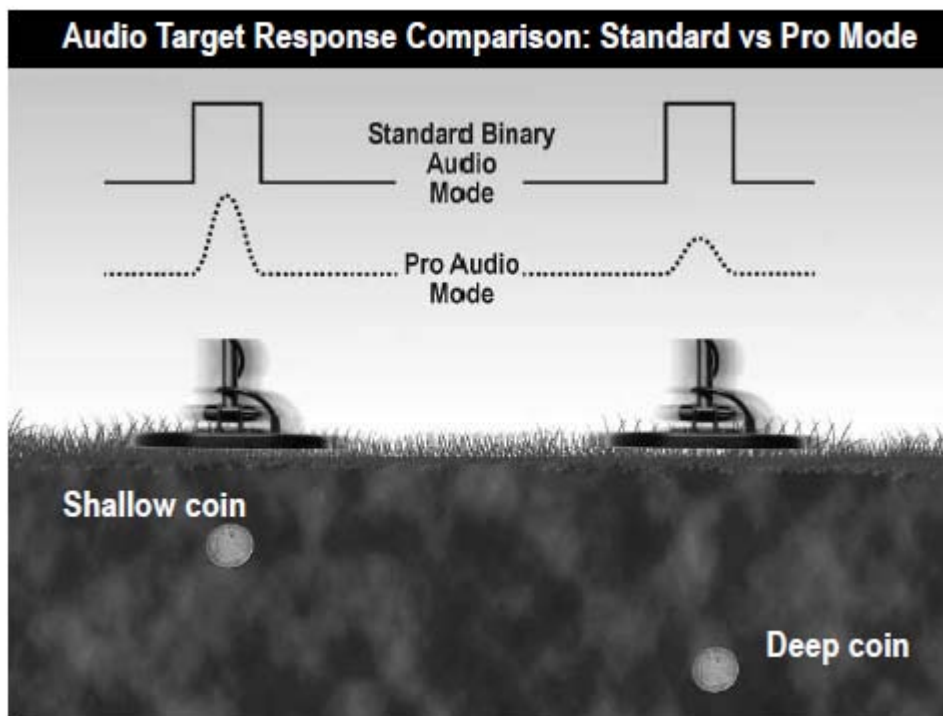 Audio Target Response Comparison: Standard vs Pro Mode
Standard Binary
Audio
Mode
Pro Audio
Mode
Shallow coin
Deep coin